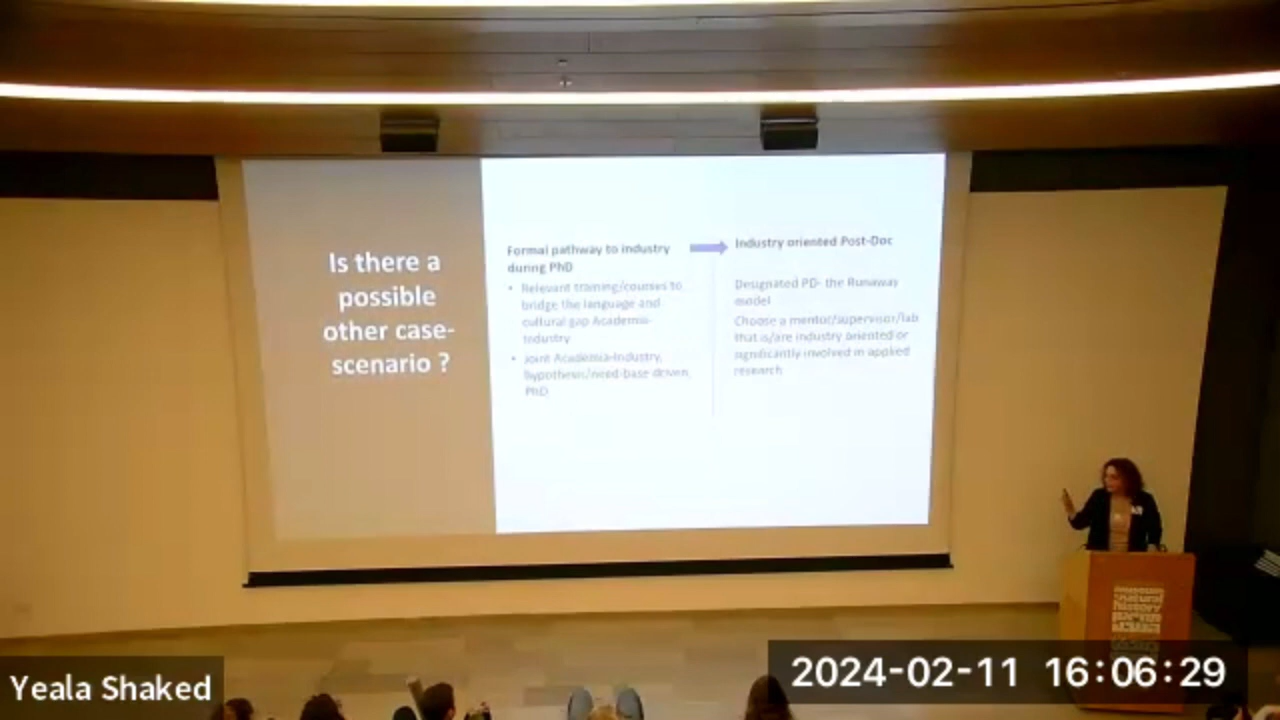 Is there a
possible
other case-
scenario ?
Formal pathway to industry
during PhD
• Relevant training/courses to
bridge the language and
cultural gap Academia-
Industry
• Joint Academia-Industry,
hypothesis/need-base driven,
PhD
Industry oriented Post-Doc
Designated PD- the Runaway
model
Choose a mentor/supervisor/lab
that is/are industry oriented or
significantly involved in applied
research
natural
history
Yeala Shaked
2024-02-11 16:06:29